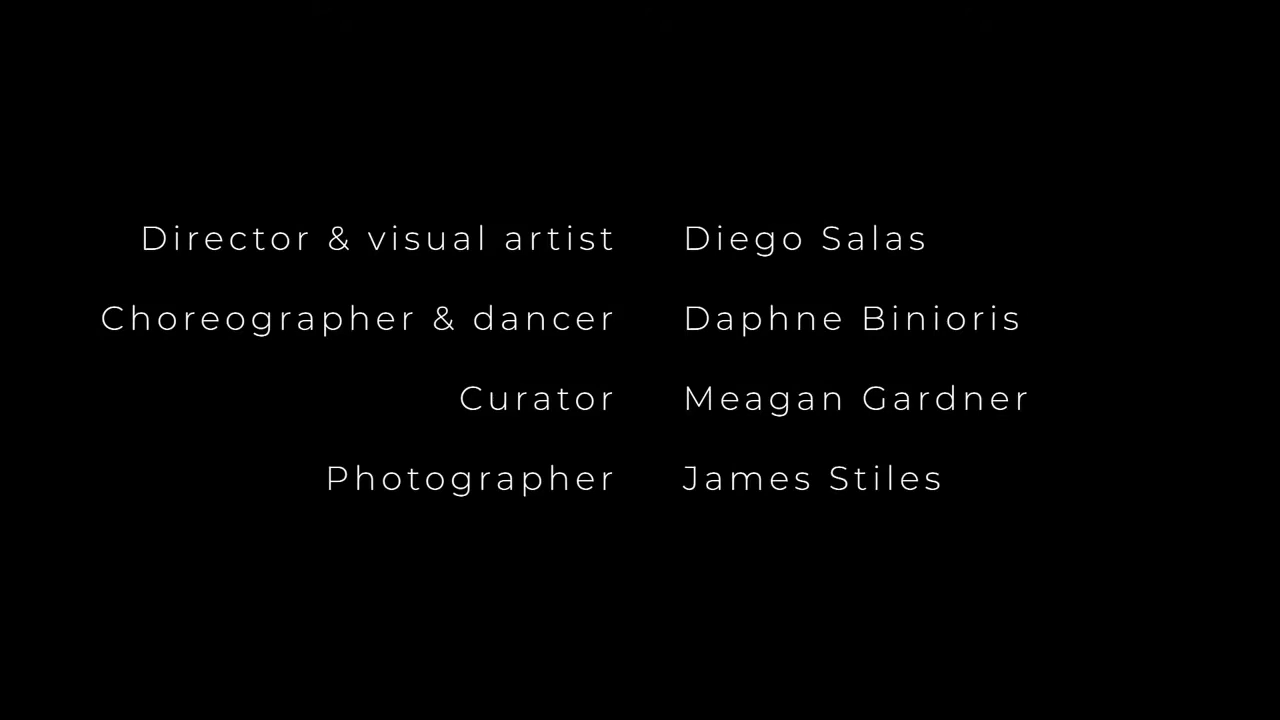 Director & visual artist Diego Salas
Choreographer & dancer Daphne Binioris
Curator Meagan Gardner
Photographer James Stiles